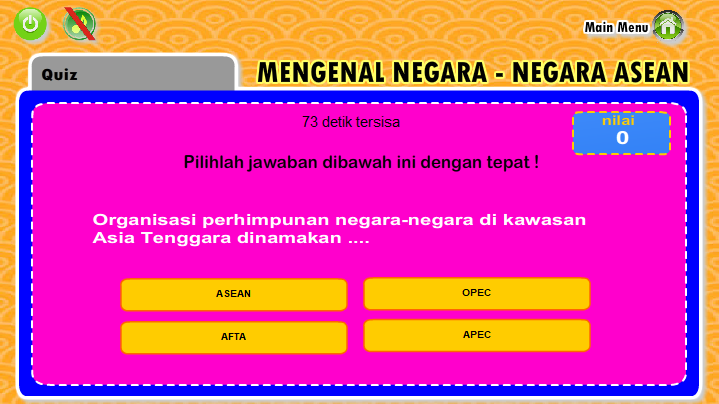 Main Menu
Quiz
MENGENAL NEGARA - NEGARA ASEAN
73 detik tersisa
nilai
0
Pilihlah jawaban dibawah ini dengan tepat !
Organisasi perhimpunan negara-negara di kawasan
Asia Tenggara dinamakan ....
ASEAN
OPEC
AFTA
APEC